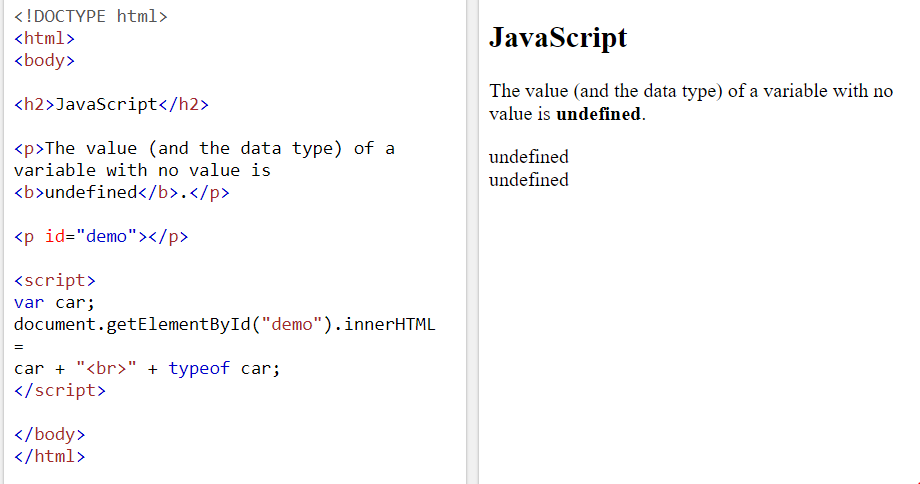 <!DOCTYPE html>
<html>
<body>
<h2>JavaScript</h2>
<p>The value (and the data type) of a
variable with no value is
<b>undefined</b>.</p>
<p id="demo"></p>
<script>
var car;
document.getElementById("demo").innerHTML
=
car + "<br>" + typeof car;
</script>
</body>
</html>
JavaScript
The value (and the data type) of a variable with no
value is undefined.
undefined
undefined